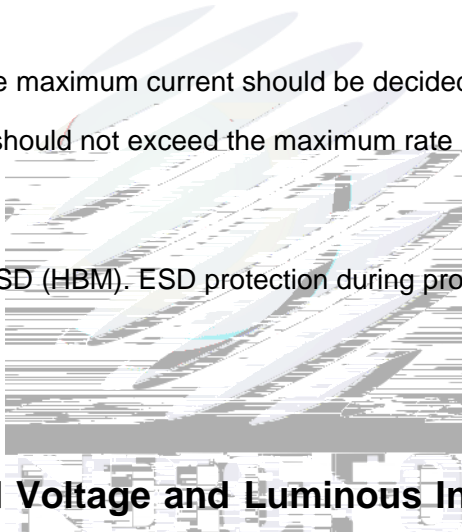 e maximum current should be decided
should not exceed the maximum rate
SD (HBM). ESD protection during pro
Voltage and Luminous In